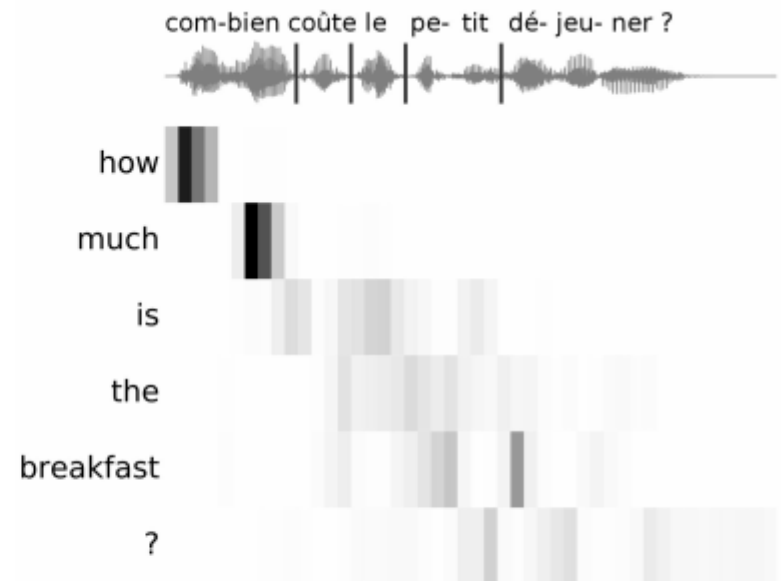 com-bien coûte le pe- tit dé- jeu- ner ?
how
much
is
the
breakfast
?